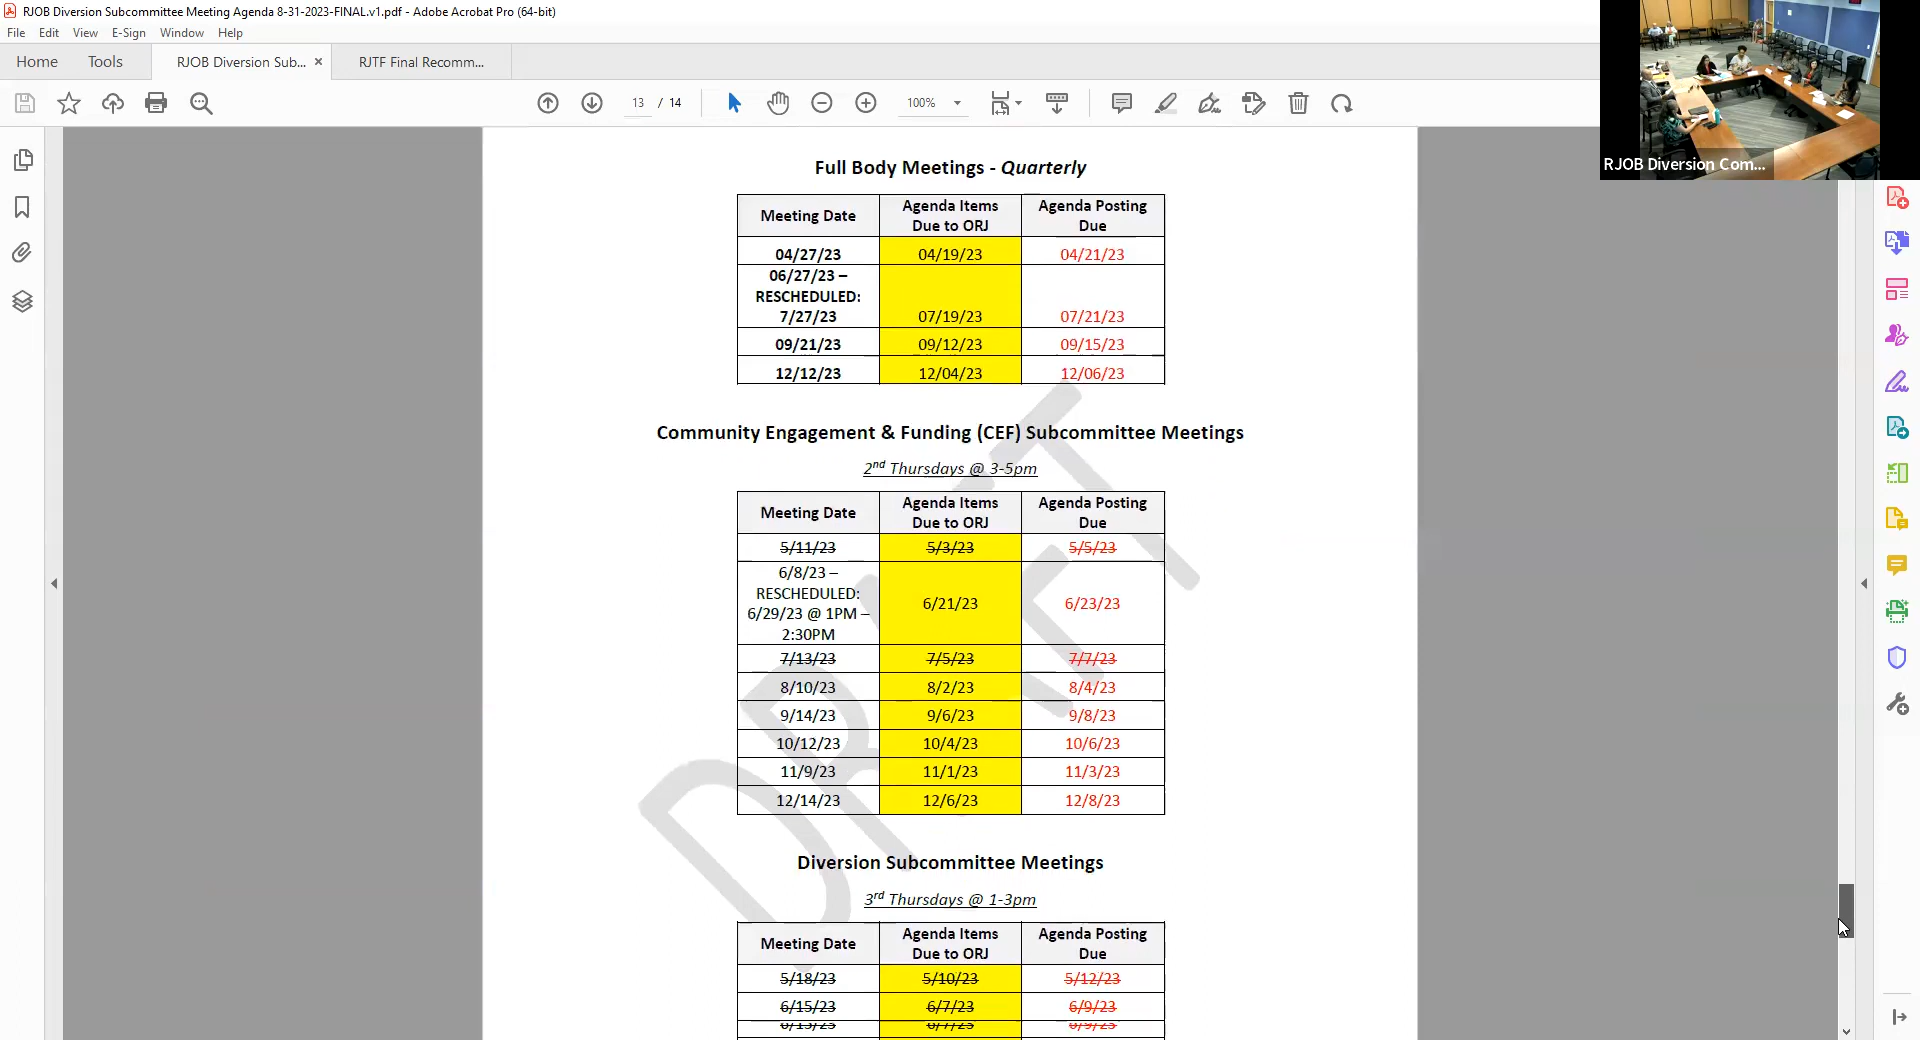 RJOB Diversion Subcommittee Meeting Agenda 8-31-2023-FINAL.v1.pdf - Adobe Acrobat Pro (64-bit)
File Edit View E-Sign Window Help
Home Tools RJOB Diversion Sub... × RJTF Final Recomm...
13 / 14 100%
RJOB Diversion Com...
Full Body Meetings - Quarterly
Meeting Date Agenda Items Due to ORJ Agenda Posting Due
04/27/23 04/19/23 04/21/23
06/27/23 –
RESCHEDULED:
7/27/23 07/19/23 07/21/23
09/21/23 09/12/23 09/15/23
12/12/23 12/04/23 12/06/23
Community Engagement & Funding (CEF) Subcommittee Meetings
2nd Thursdays @ 3-5pm
Meeting Date Agenda Items Due to ORJ Agenda Posting Due
5/11/23 5/3/23 5/5/23
6/8/23 –
RESCHEDULED:
6/29/23 @ 1PM –
2:30PM 6/21/23 6/23/23
7/13/23 7/5/23 7/7/23
8/10/23 8/2/23 8/4/23
9/14/23 9/6/23 9/8/23
10/12/23 10/4/23 10/6/23
11/9/23 11/1/23 11/3/23
12/14/23 12/6/23 12/8/23
Diversion Subcommittee Meetings
3rd Thursdays @ 1-3pm
Meeting Date Agenda Items Due to ORJ Agenda Posting Due
5/18/23 5/10/23 5/12/23
6/15/23 6/7/23 6/9/23
6/15/23 6/7/23 6/9/23
DRAFT